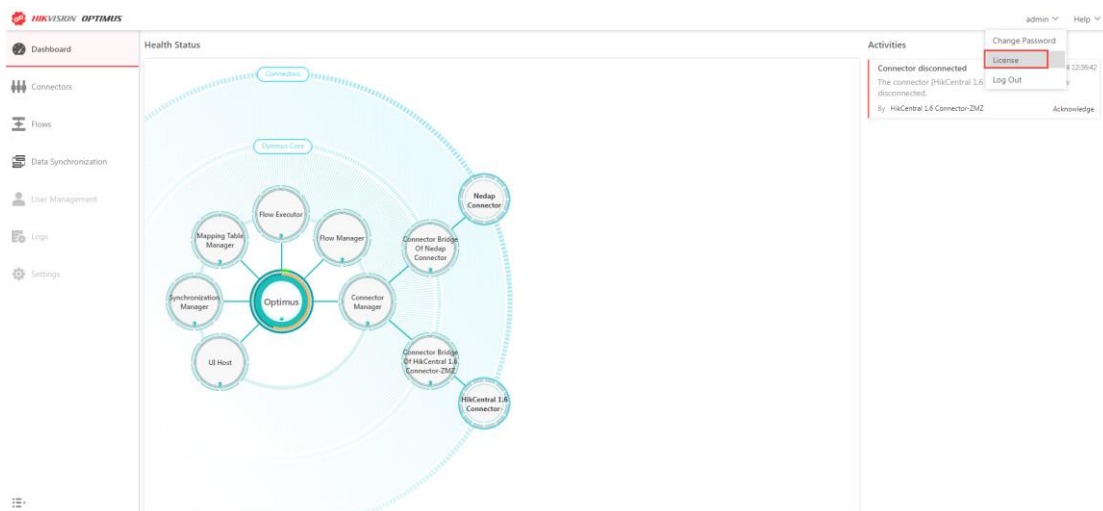 HIKVISION OPTIMUS
admin
Help
Dashboard
Connectors
Flows
Data Synchronization
User Management
Logs
Settings
Health Status
Connectors
Optimus Core
Nedap
Connector
Flow Executor
Mapping Table
Manager
Flow Manager
Connector Bridge
Of Nedap
Connector
Synchronization
Manager
Optimus
Connector
Manager
UI Host
Connector Bridge
Of HikCentral 1.6
Connector-ZMZ
HikCentral 1.6
Connector-
Activities
Change Password
License
Log Out
Connector disconnected
12:36:42
The connector [HikCentral 1.6
disconnected.
By HikCentral 1.6 Connector-ZMZ
Acknowledge